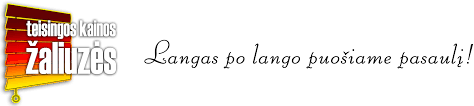 teisingos kainos
žaliuzės
Langas po lango puošiame pasaulį!